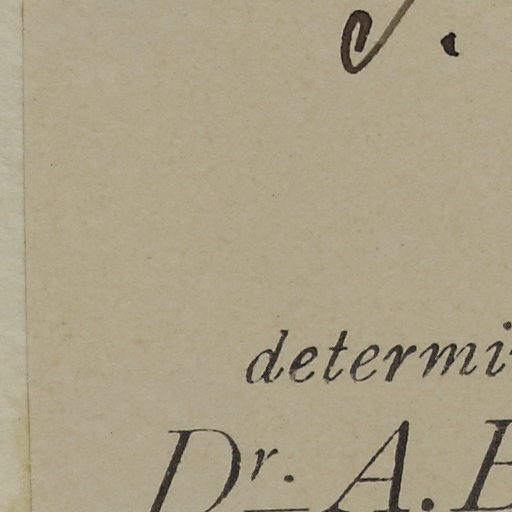 determi
Dr. A.